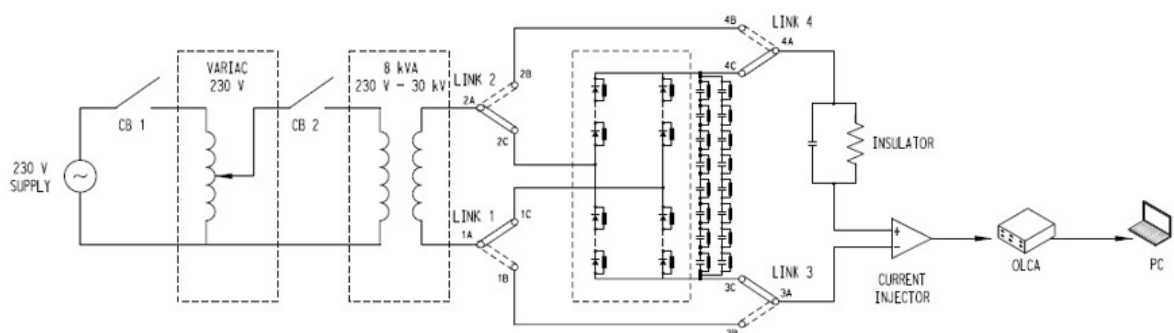 4B
LINK 4
4A
4C
VARIAC
230 V
8 kVA
230 V - 30 kV
LINK 2
2B
2A
2C
CB 1
CB 2
230 V
SUPPLY
~
INSULATOR
LINK 1
1C
1A
1B
+
-
LINK 3
3C
3A
3B
CURRENT
INJECTOR
OLCA
PC